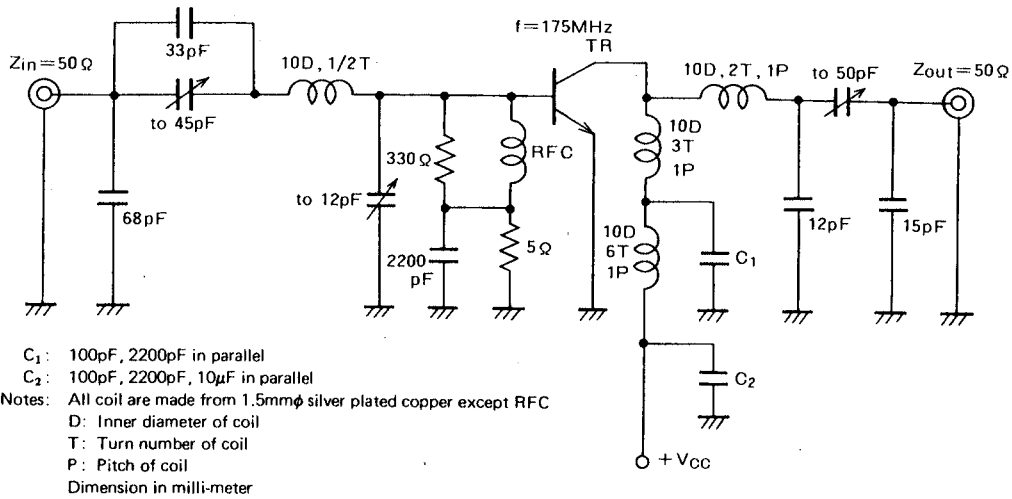 f=175MHz
TR
Zin=50Ω
33pF
to 45pF
10D, 1/2T
68pF
to 12pF
330Ω
RFC
2200
pF
5Ω
10D, 2T, 1P
to 50pF
Zout=50Ω
10D
3T
1P
10D
6T
1P
C1
12pF
15pF
C2
+VCC
C1: 100pF, 2200pF in parallel
C2: 100pF, 2200pF, 10μF in parallel
Notes: All coil are made from 1.5mmφ silver plated copper except RFC
D: Inner diameter of coil
T: Turn number of coil
P: Pitch of coil
Dimension in milli-meter